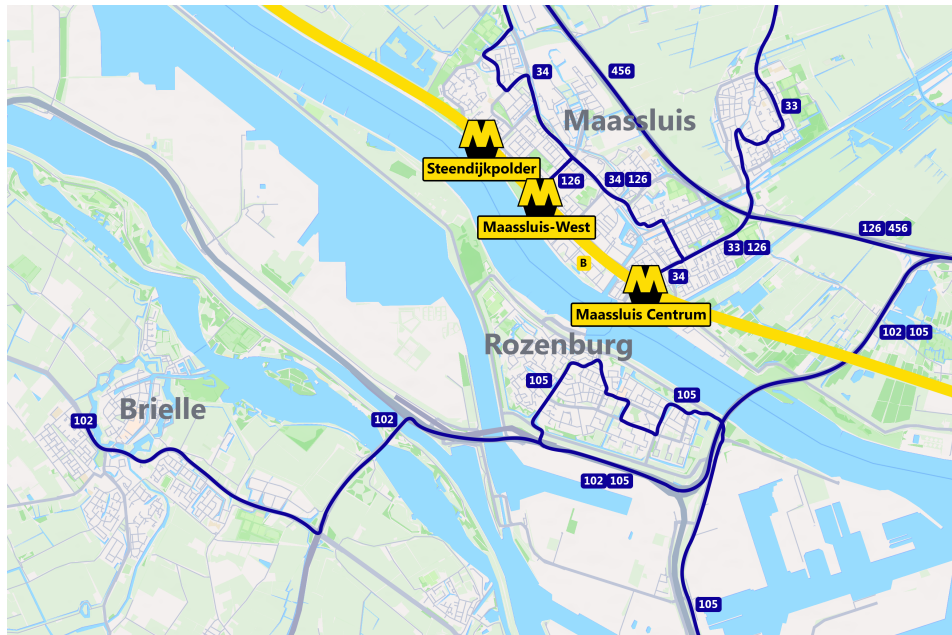 456
34
33
Maassluis
M
Steendijkpolder
126
34 126
M
Maassluis-West
126 456
33 126
B
34
M
Maassluis Centrum
102 105
Rozenburg
105
105
Brielle
102
102
102 105
105